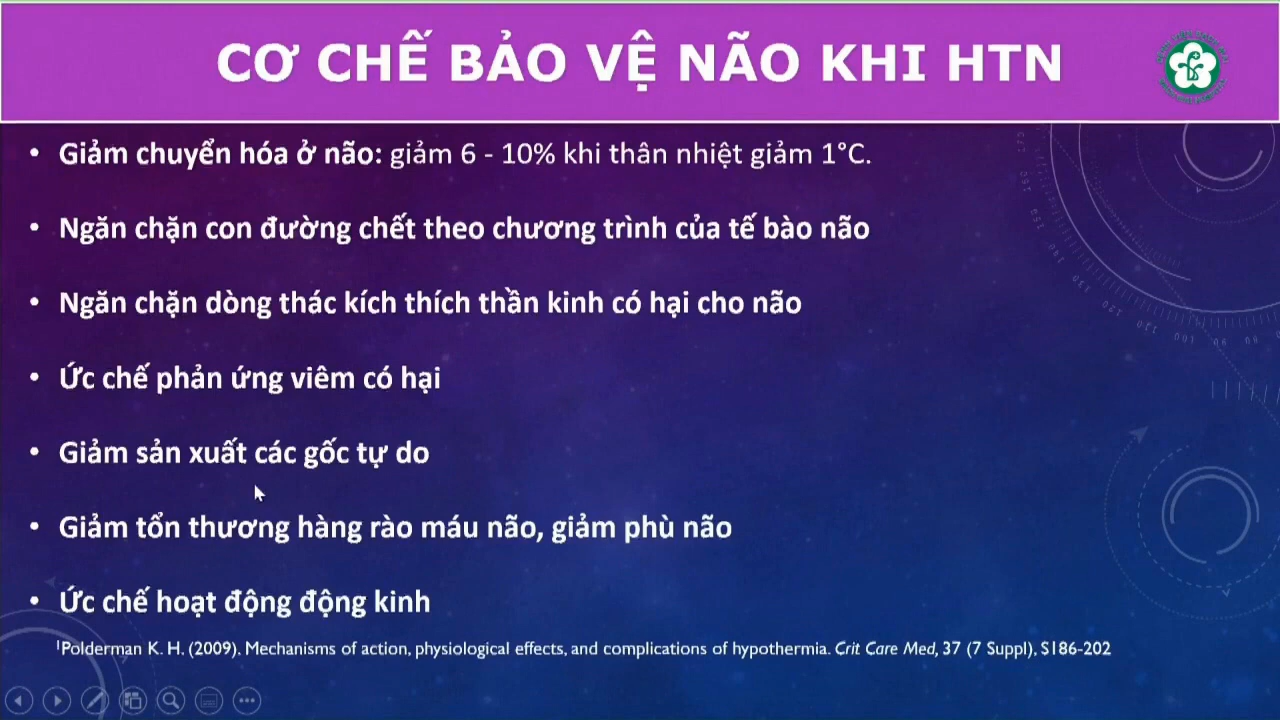 CƠ CHẾ BẢO VỆ NÃO KHI HTN
• Giảm chuyển hóa ở não: giảm 6 - 10% khi thân nhiệt giảm 1°C.
• Ngăn chặn con đường chết theo chương trình của tế bào não
• Ngăn chặn dòng thác kích thích thần kinh có hại cho não
• Ức chế phản ứng viêm có hại
• Giảm sản xuất các gốc tự do
• Giảm tổn thương hàng rào máu não, giảm phù não
• Ức chế hoạt động động kinh
¹Polderman K. H. (2009). Mechanisms of action, physiological effects, and complications of hypothermia. Crit Care Med, 37 (7 Suppl), S186-202